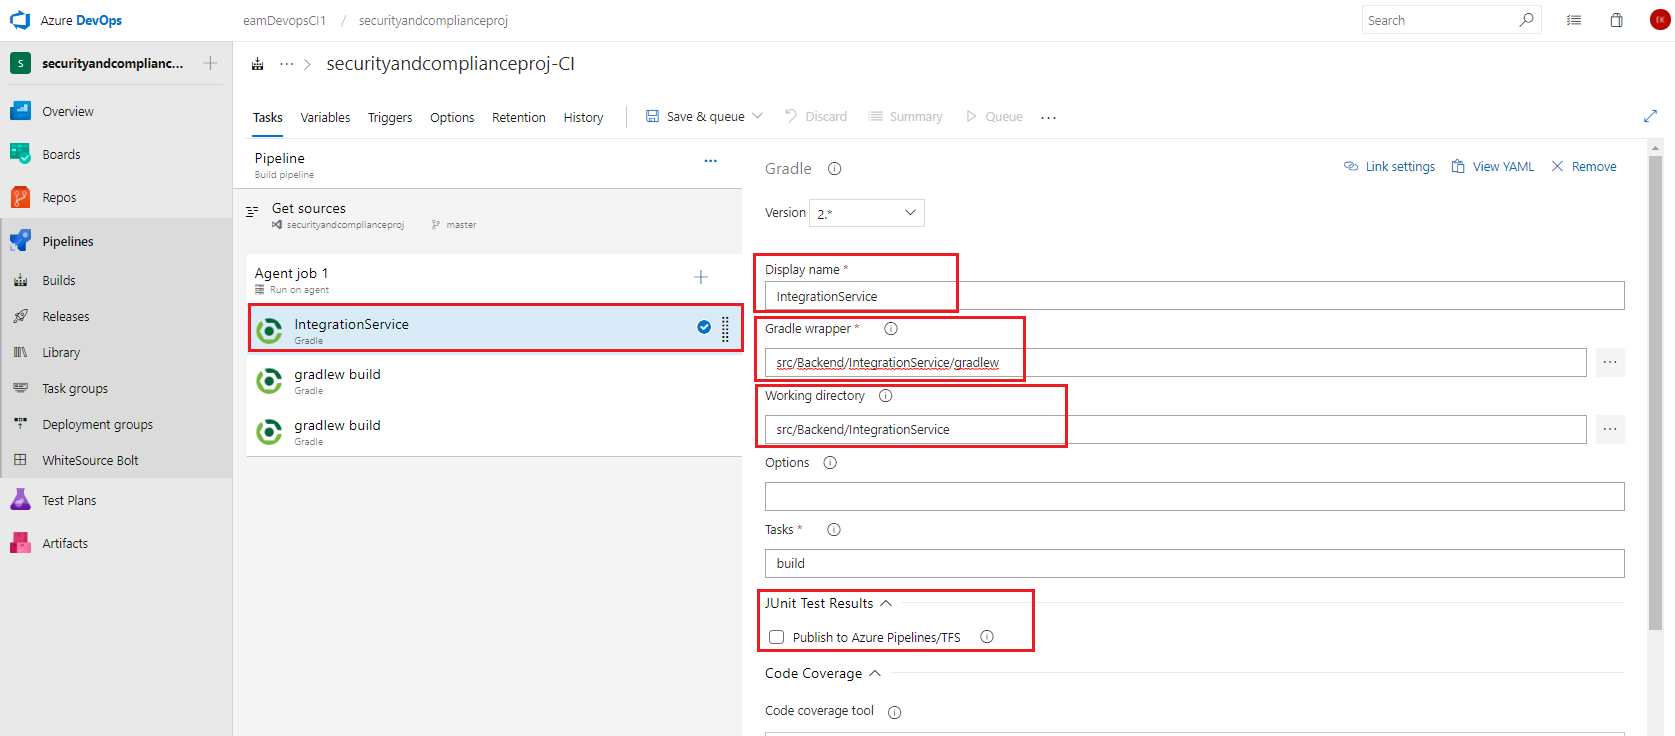 Azure DevOps
eamDevopsCI1 / securityandcomplianceproj
Search
EK
S
securityandcomplianc...
Overview
Boards
Repos
Pipelines
Builds
Releases
Library
Task groups
Deployment groups
WhiteSource Bolt
Test Plans
Artifacts
... > securityandcomplianceproj-CI
Tasks Variables Triggers Options Retention History
Save & queue Discard Summary Queue ...
Pipeline ...
Build pipeline
Get sources
securityandcomplianceproj master
Agent job 1
Run on agent
IntegrationService
Gradle
gradlew build
Gradle
gradlew build
Gradle
Gradle
Link settings View YAML Remove
Version 2.*
Display name *
IntegrationService
Gradle wrapper *
src/Backend/IntegrationService/gradlew ...
Working directory
src/Backend/IntegrationService ...
Options
Tasks *
build
JUnit Test Results
Publish to Azure Pipelines/TFS
Code Coverage
Code coverage tool